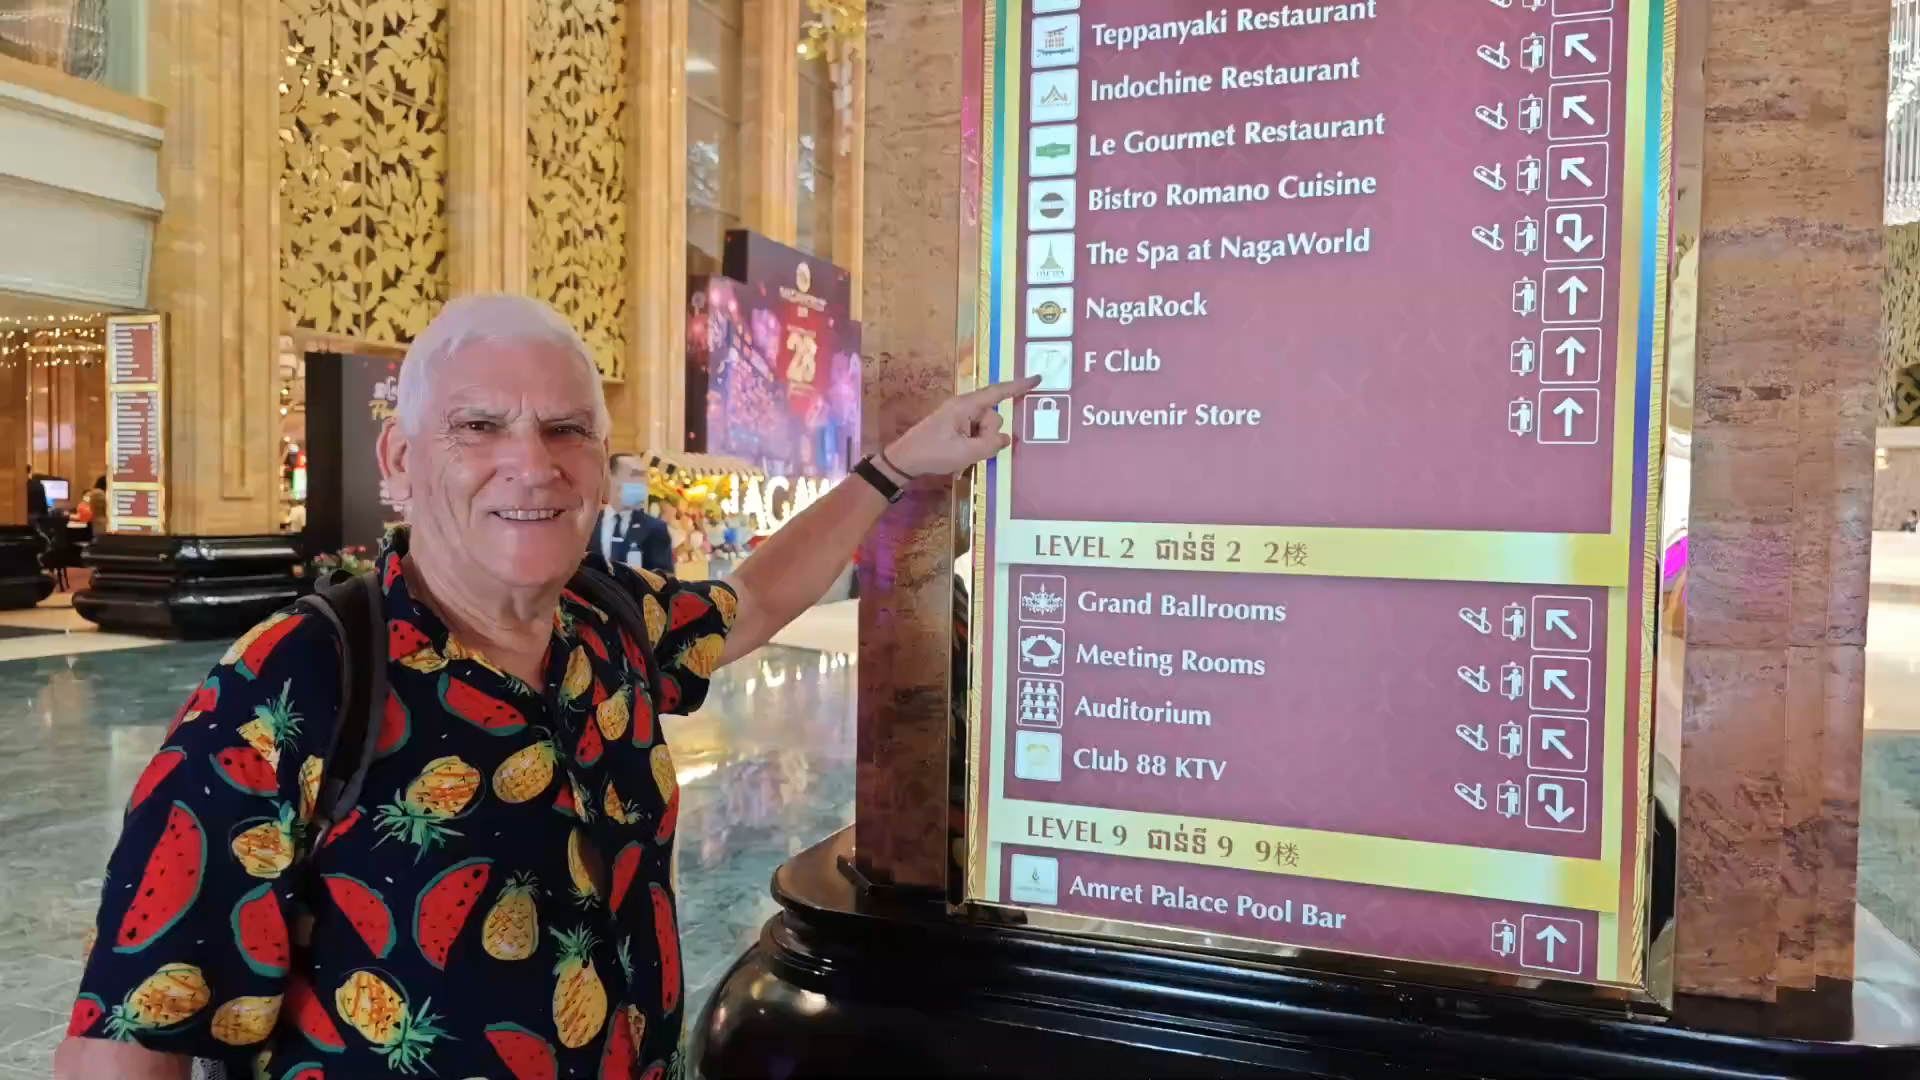 Teppanyaki Restaurant
Indochine Restaurant
Le Gourmet Restaurant
Bistro Romano Cuisine
The Spa at NagaWorld
NagaRock
F Club
Souvenir Store
LEVEL 2 ជាន់ទី 2 2楼
Grand Ballrooms
Meeting Rooms
Auditorium
Club 88 KTV
LEVEL 9 ជាន់ទី 9 9楼
Amret Palace Pool Bar
28